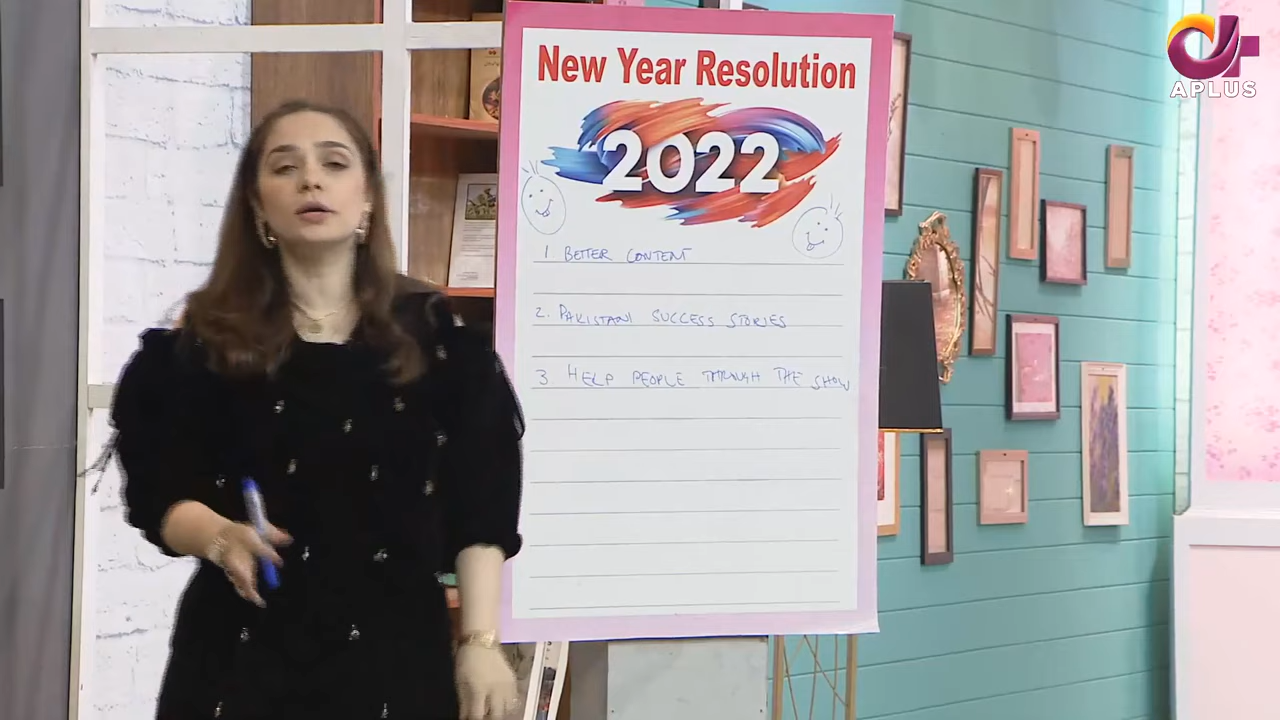 New Year Resolution
2022
1 BETTER CONTENT
2. PAKISTANI SUCCESS STORIES
3. HELP PEOPLE THROUGH THE SHOW
APLUS